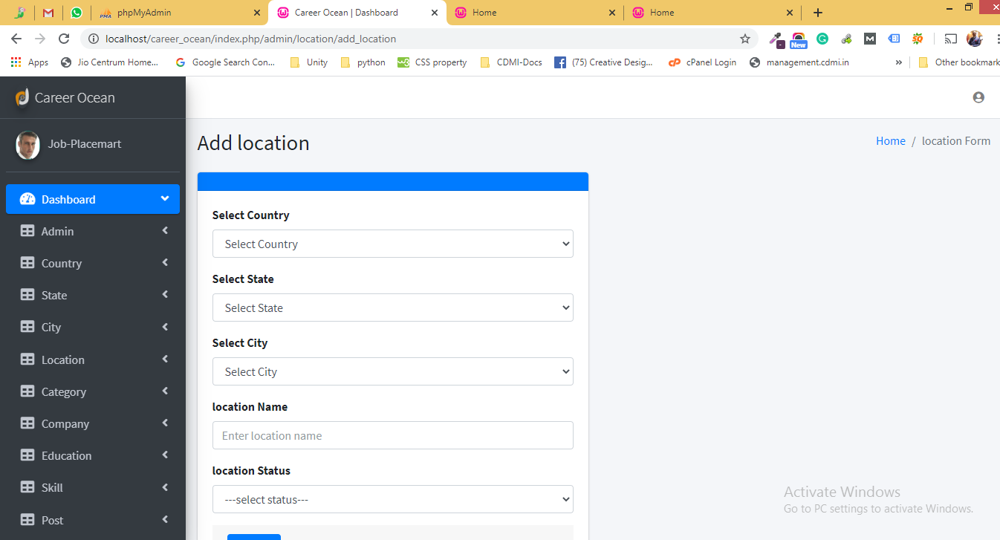 phpMyAdmin
Career Ocean | Dashboard
Home
Home
localhost/career_ocean/index.php/admin/location/add_location
New
Apps
Jio Centrum Home...
Google Search Con...
Unity
python
CSS property
CDMI-Docs
(75) Creative Desig...
cPanel Login
management.cdmi.in
»
Other bookmark
Career Ocean
Job-Placemart
Add location
Home / location Form
Dashboard
Admin
Country
State
City
Location
Category
Company
Education
Skill
Post
Select Country
Select Country
Select State
Select State
Select City
Select City
location Name
Enter location name
location Status
---select status---
Activate Windows
Go to PC settings to activate Windows.